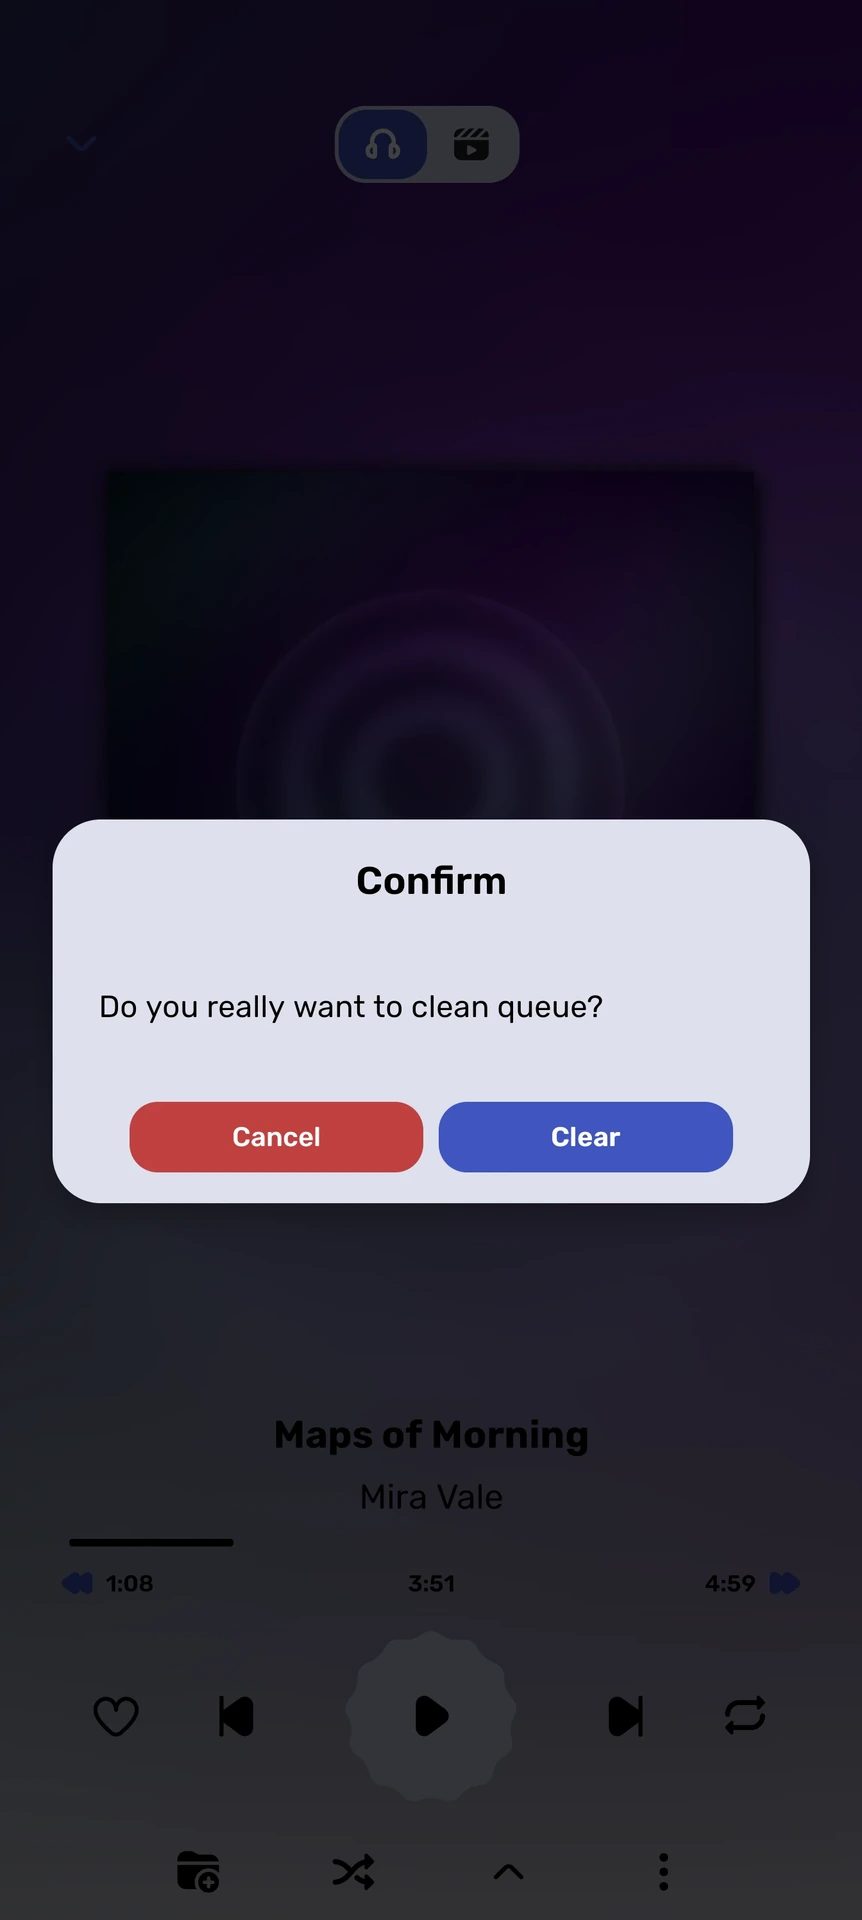 Confirm
Do you really want to clean queue?
Cancel
Clear
Maps of Morning
Mira Vale
1:08
3:51
4:59